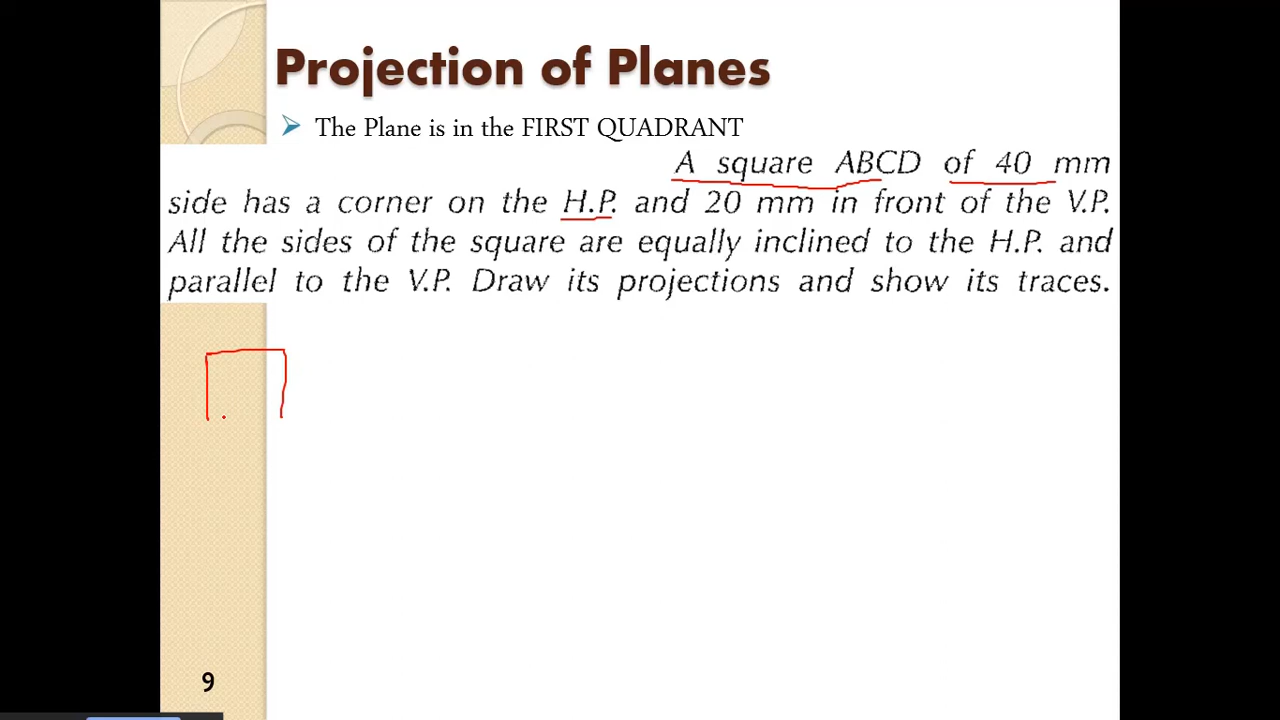 Projection of Planes
The Plane is in the FIRST QUADRANT
A square ABCD of 40 mm
side has a corner on the H.P. and 20 mm in front of the V.P.
All the sides of the square are equally inclined to the H.P. and
parallel to the V.P. Draw its projections and show its traces.
9